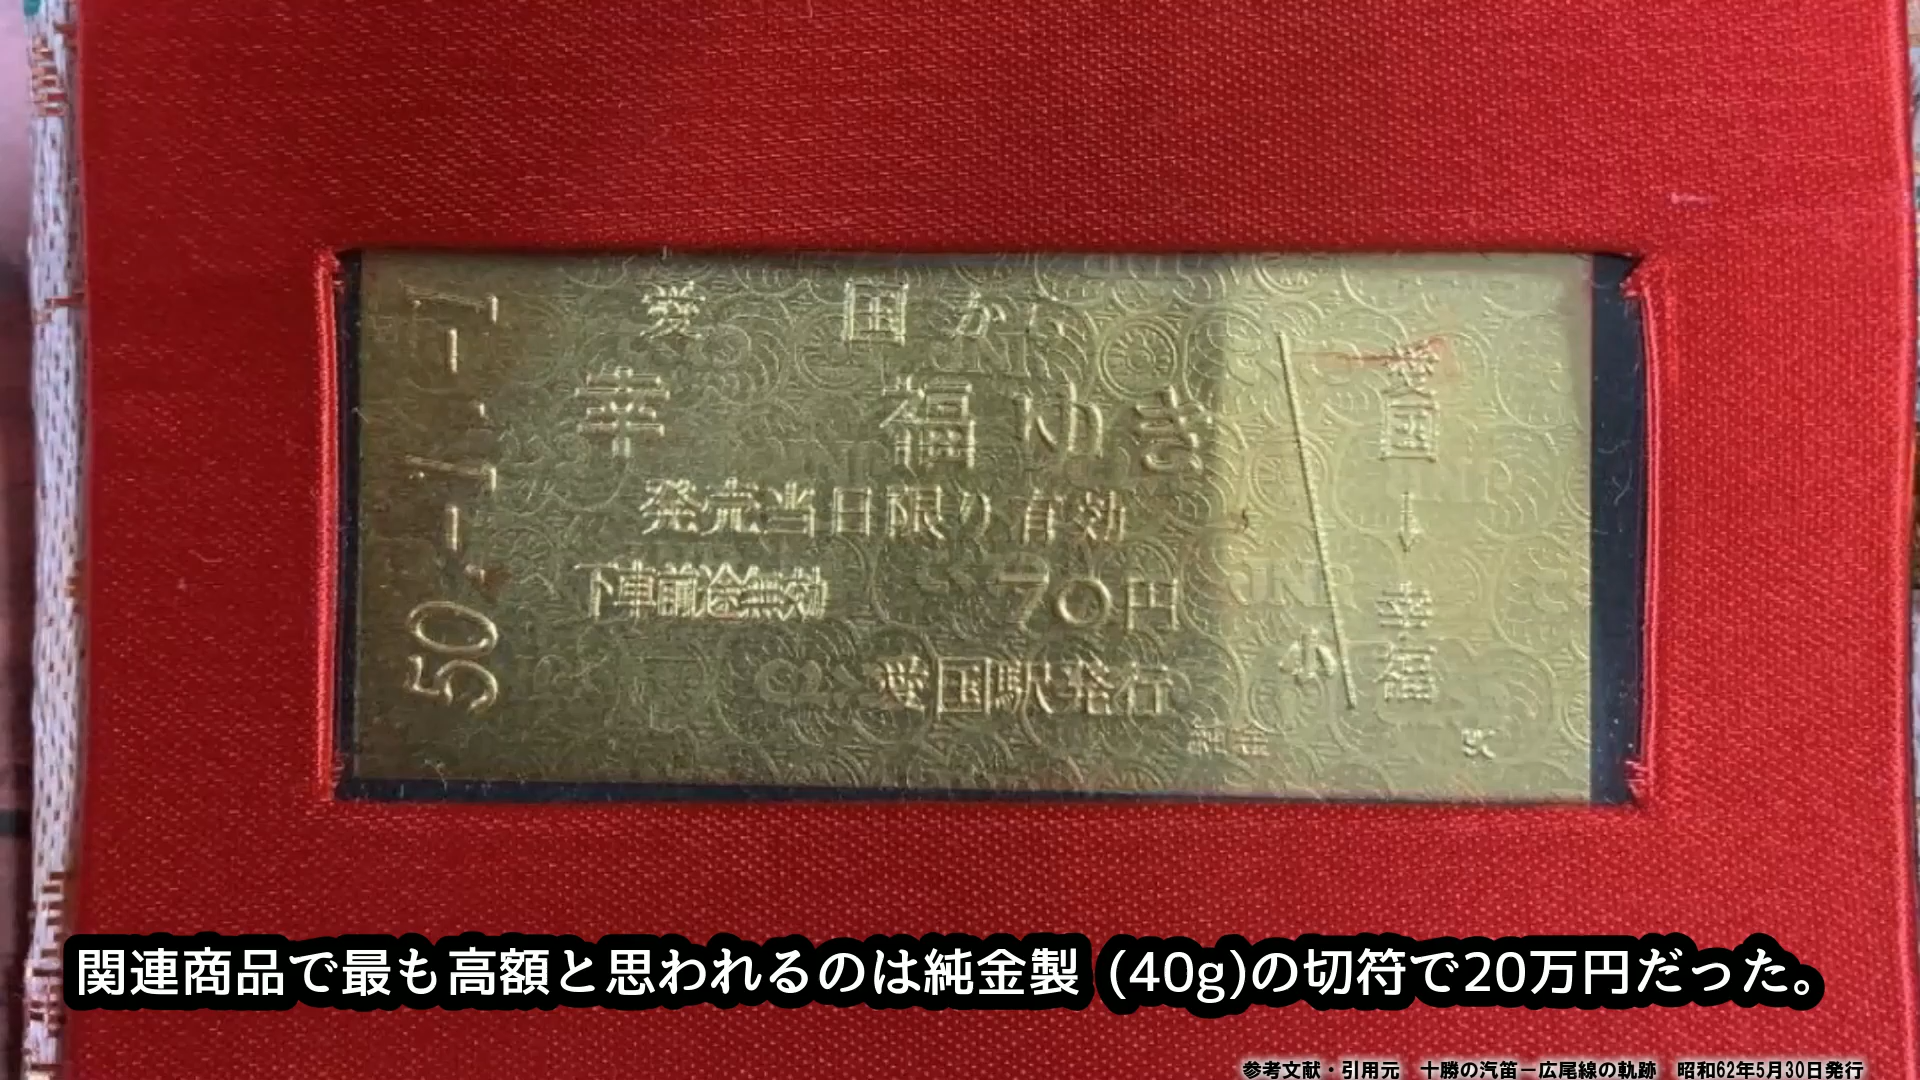 愛国から
幸福ゆき
発売当日限り有効
下車前途無効 70円
愛国駅発行
純金
50.-1.-1
小
愛国→幸福
関連商品で最も高額と思われるのは純金製 (40g)の切符で20万円だった。
参考文献・引用元 十勝の汽笛－広尾線の軌跡 昭和62年5月30日発行